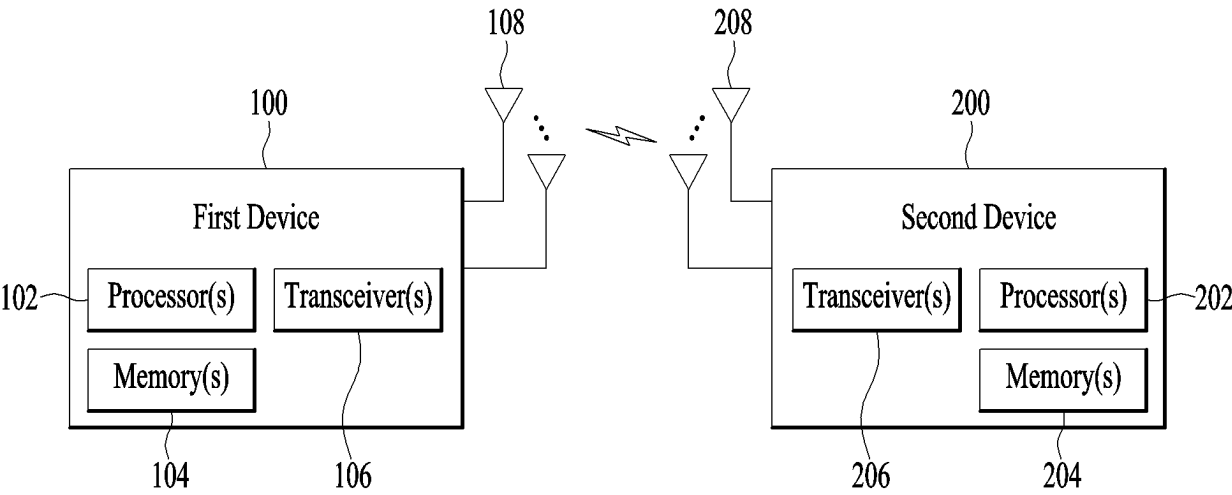 108
208
100
200
First Device
Second Device
102
Processor(s)
Transceiver(s)
Transceiver(s)
Processor(s)
202
Memory(s)
Memory(s)
104
106
206
204